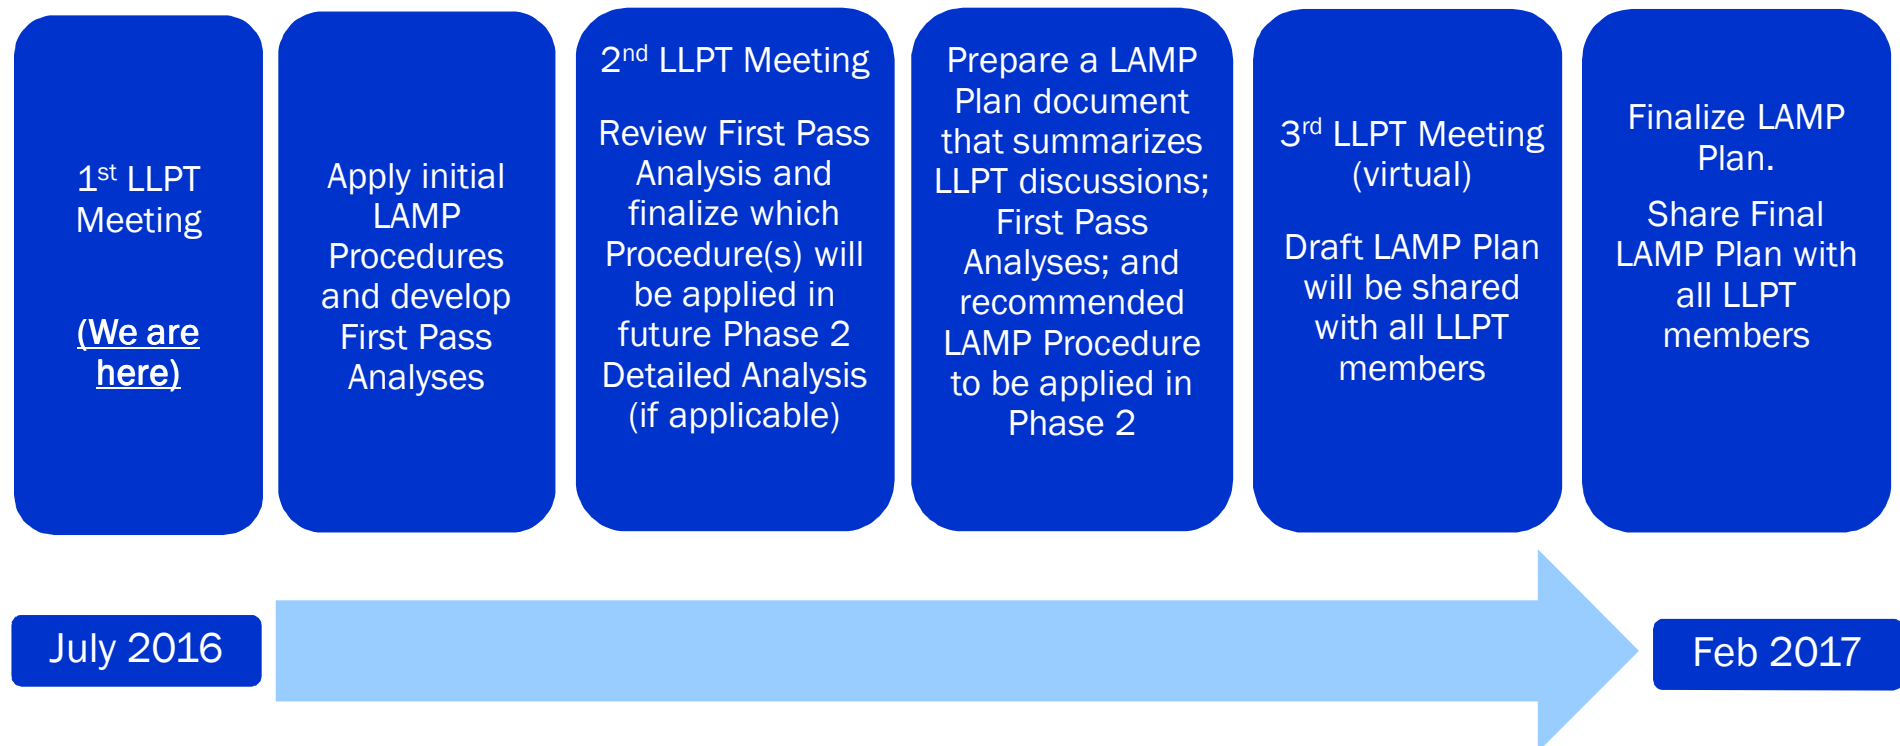 1st LLPT
Meeting
(We are
here)
Apply initial
LAMP
Procedures
and develop
First Pass
Analyses
2nd LLPT Meeting
Review First Pass
Analysis and
finalize which
Procedure(s) will
be applied in
future Phase 2
Detailed Analysis
(if applicable)
Prepare a LAMP
Plan document
that summarizes
LLPT discussions;
First Pass
Analyses; and
recommended
LAMP Procedure
to be applied in
Phase 2
3rd LLPT Meeting
(virtual)
Draft LAMP Plan
will be shared
with all LLPT
members
Finalize LAMP
Plan.
Share Final
LAMP Plan with
all LLPT
members
July 2016
Feb 2017